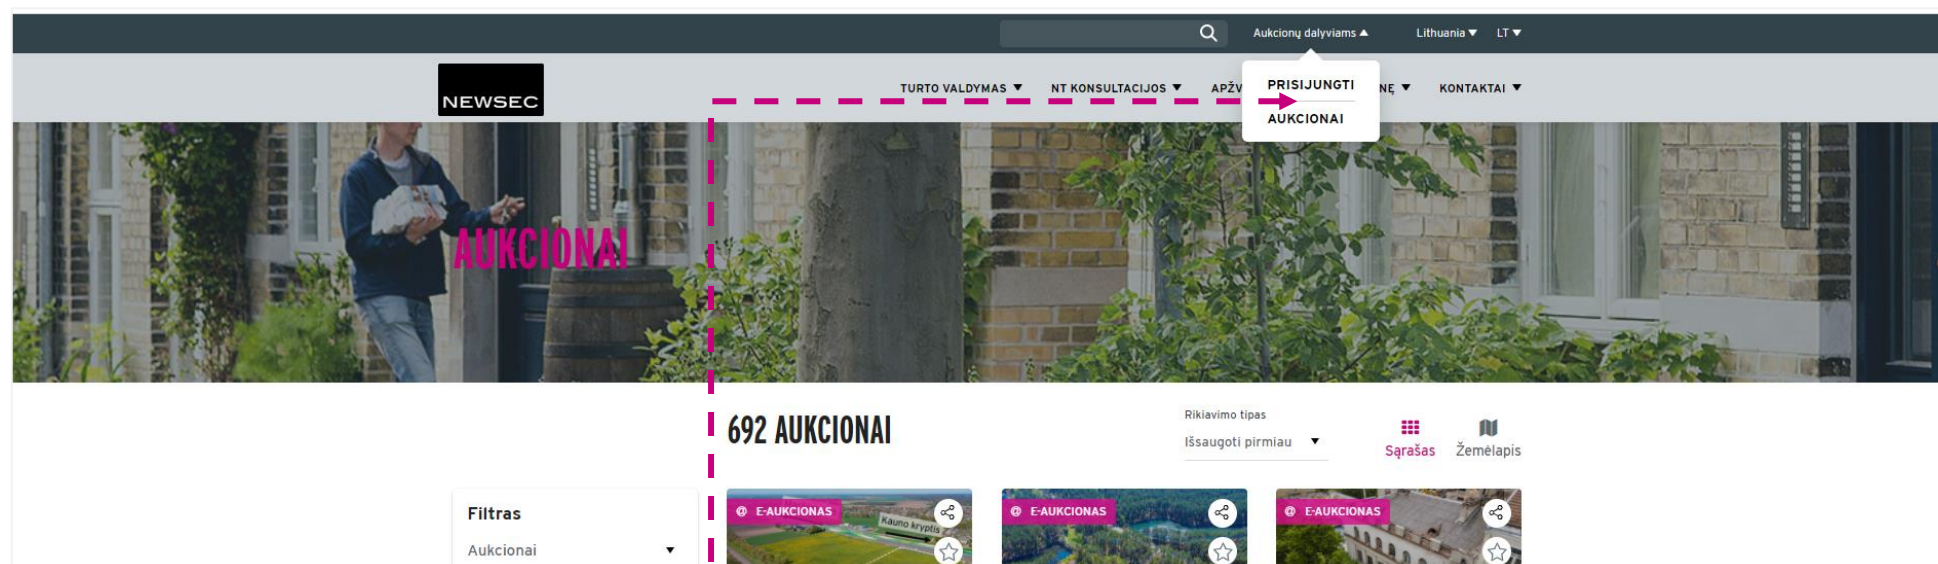 Aukcionų dalyviams ▲ Lithuania ▼ LT ▼
NEWSEC
TURTO VALDYMAS ▼ NT KONSULTACIJOS ▼ APŽV NĘ ▼ KONTAKTAI ▼
PRISIJUNGTI
AUKCIONAI
AUKCIONAI
692 AUKCIONAI
Rikiavimo tipas
Išsaugoti pirmiau ▼
Sąrašas Žemėlapis
Filtras
Aukcionai ▼
@ E-AUKCIONAS
Kauno kryptis
@ E-AUKCIONAS
@ E-AUKCIONAS